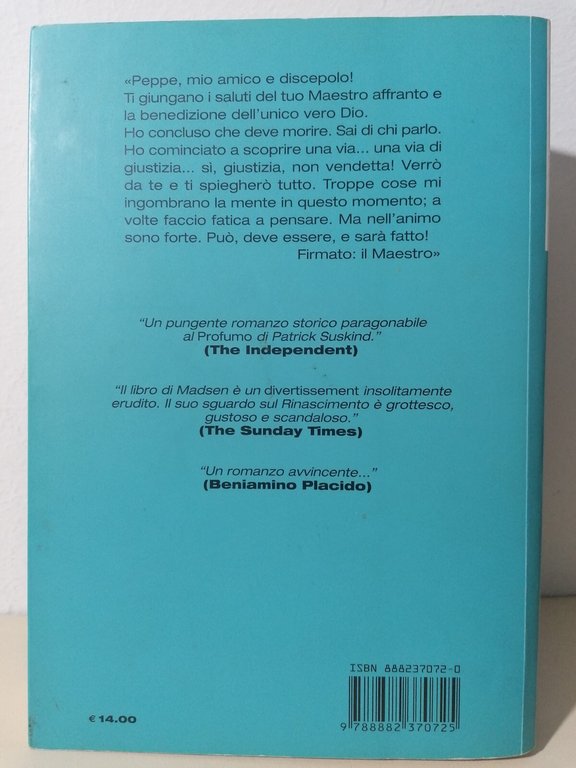 «Peppe, mio amico e discepolo!
Ti giungano i saluti del tuo Maestro affranto e
la benedizione dell'unico vero Dio.
Ho concluso che deve morire. Sai di chi parlo.
Ho cominciato a scoprire una via... una via di
giustizia... sì, giustizia, non vendetta! Verrò
da te e ti spiegherò tutto. Troppe cose mi
ingombrano la mente in questo momento; a
volte faccio fatica a pensare. Ma nell'animo
sono forte. Può, deve essere, e sarà fatto!
Firmato: il Maestro»
"Un pungente romanzo storico paragonabile
al Profumo di Patrick Suskind."
(The Independent)
"Il libro di Madsen è un divertissement insolitamente
erudito. Il suo sguardo sul Rinascimento è grottesco,
gustoso e scandaloso."
(The Sunday Times)
"Un romanzo avvincente..."
(Beniamino Placido)
ISBN 888237072-0
9 788882 370725
€ 14.00